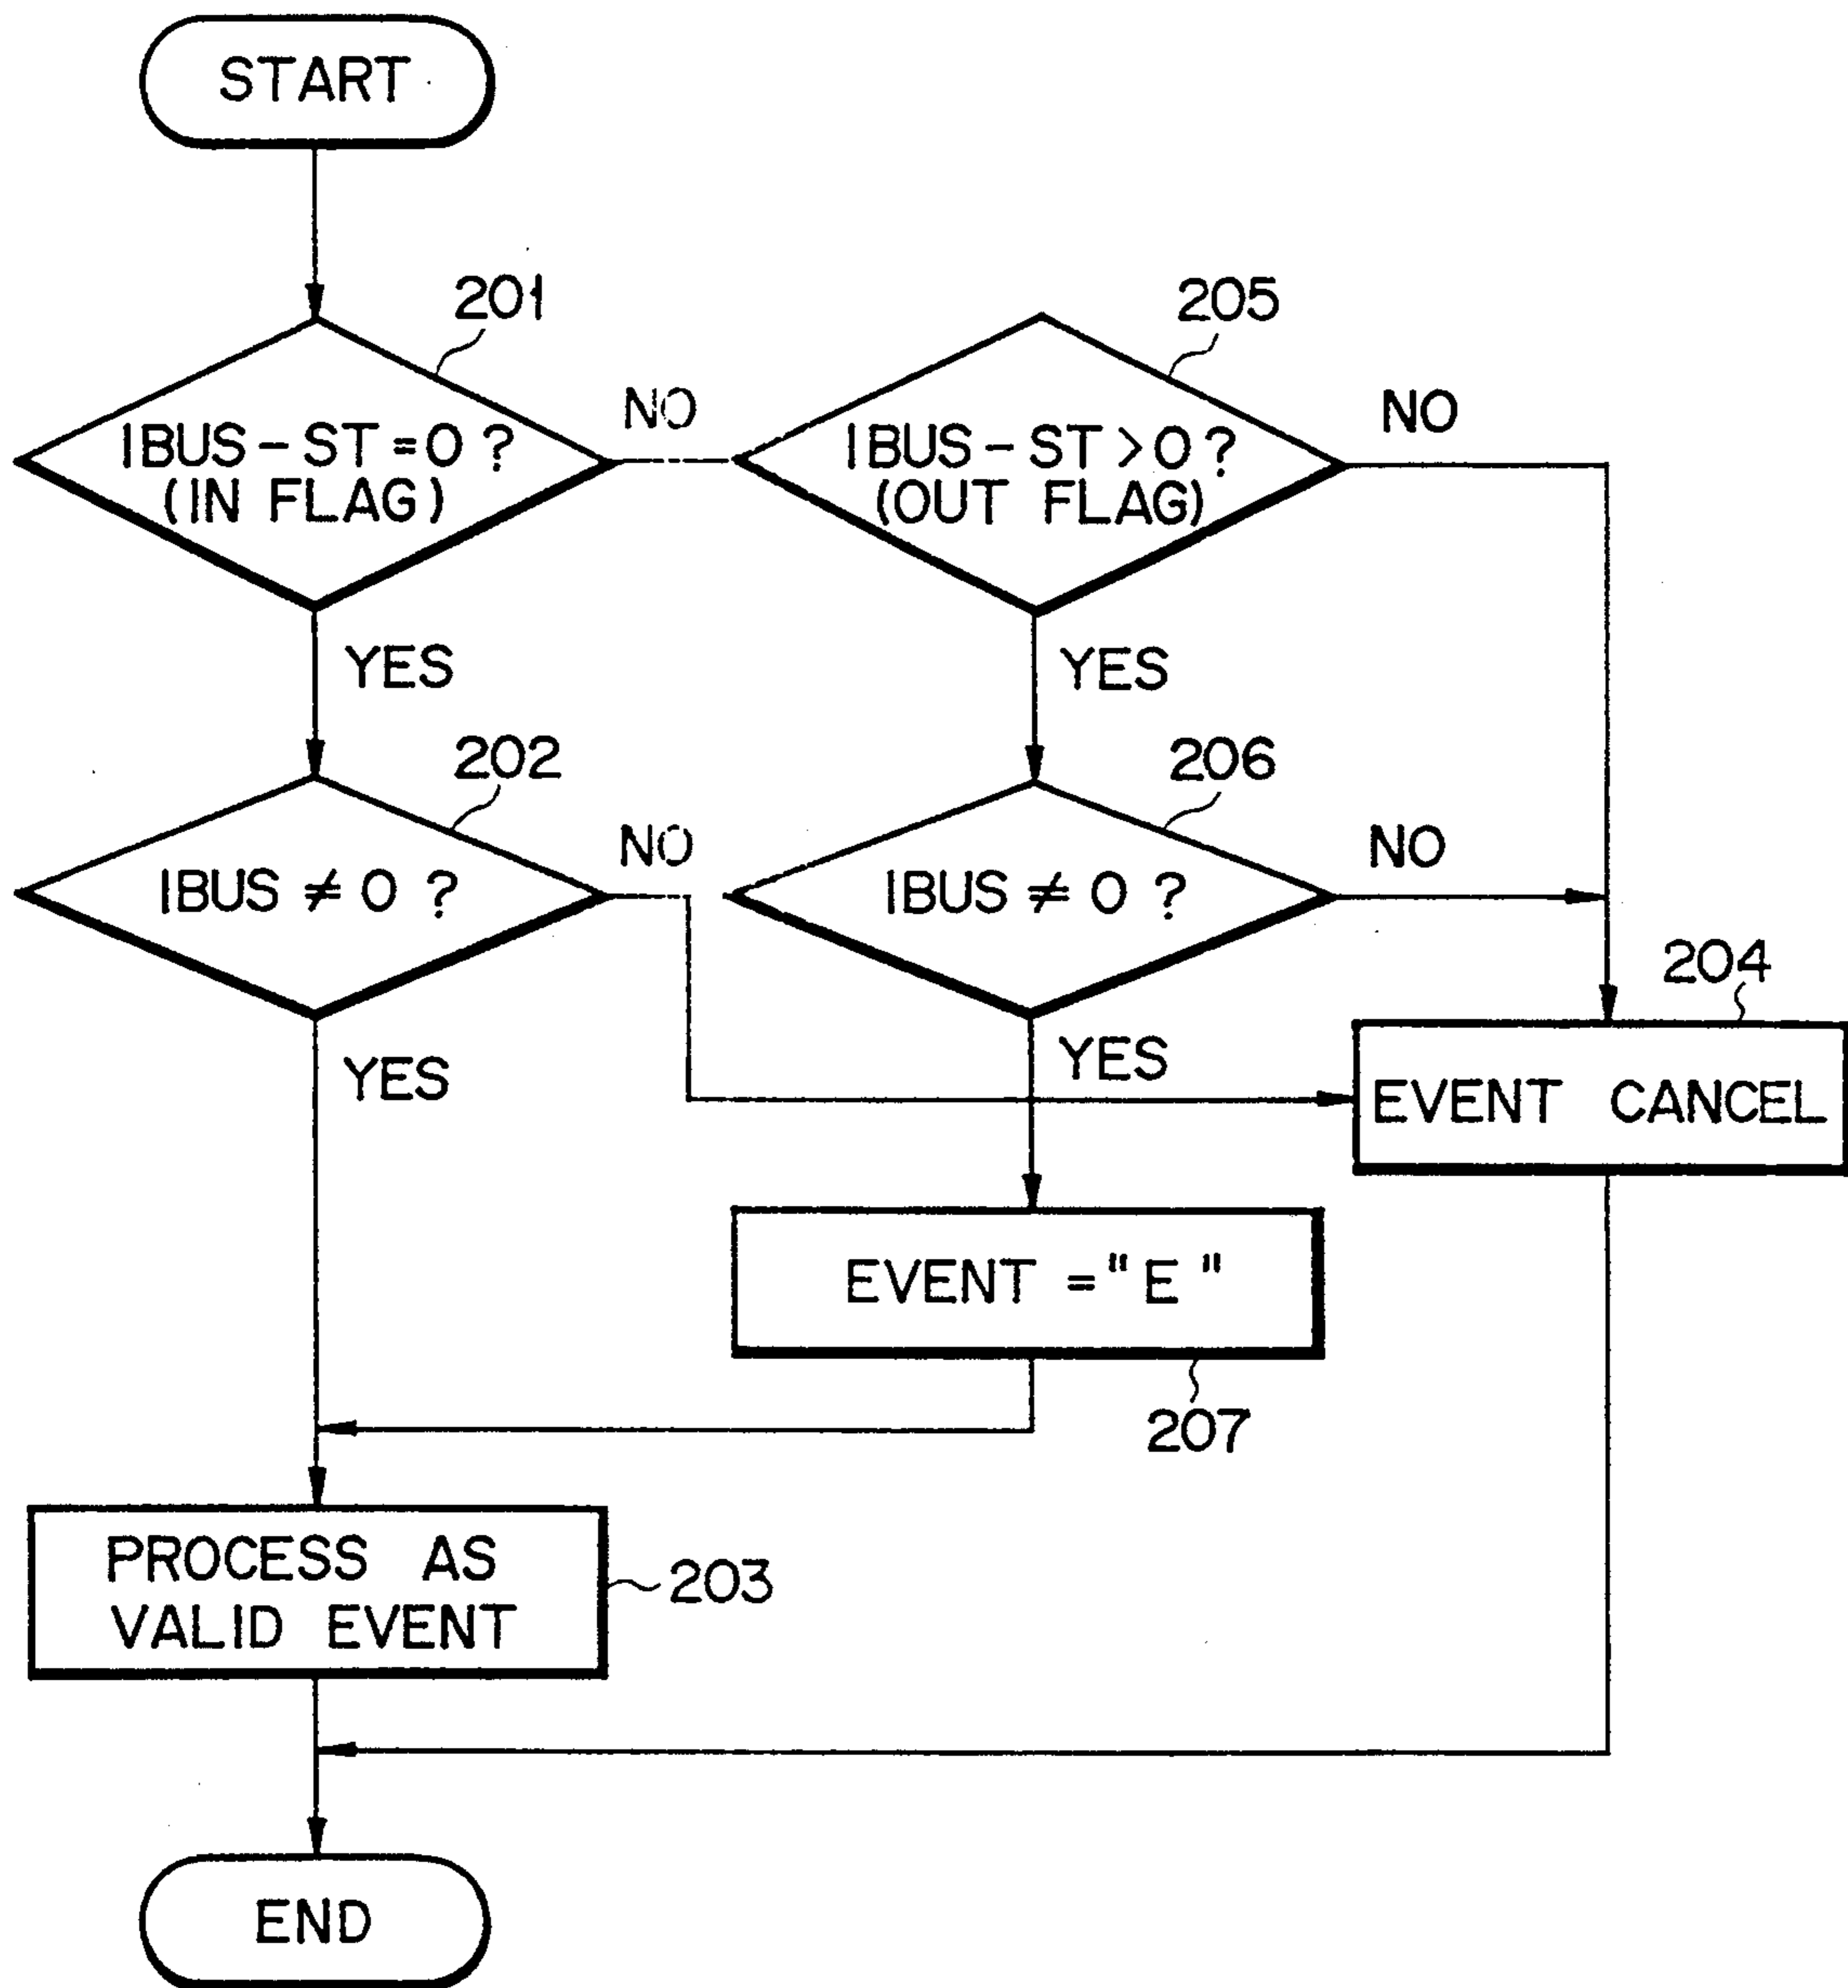 START
201
IBUS-ST=0 ?
(IN FLAG)
NO
YES
205
IBUS-ST>0 ?
(OUT FLAG)
NO
YES
202
IBUS ≠ 0 ?
NO
YES
206
IBUS ≠ 0 ?
NO
YES
204
EVENT CANCEL
EVENT ="E"
207
PROCESS AS
VALID EVENT
203
END